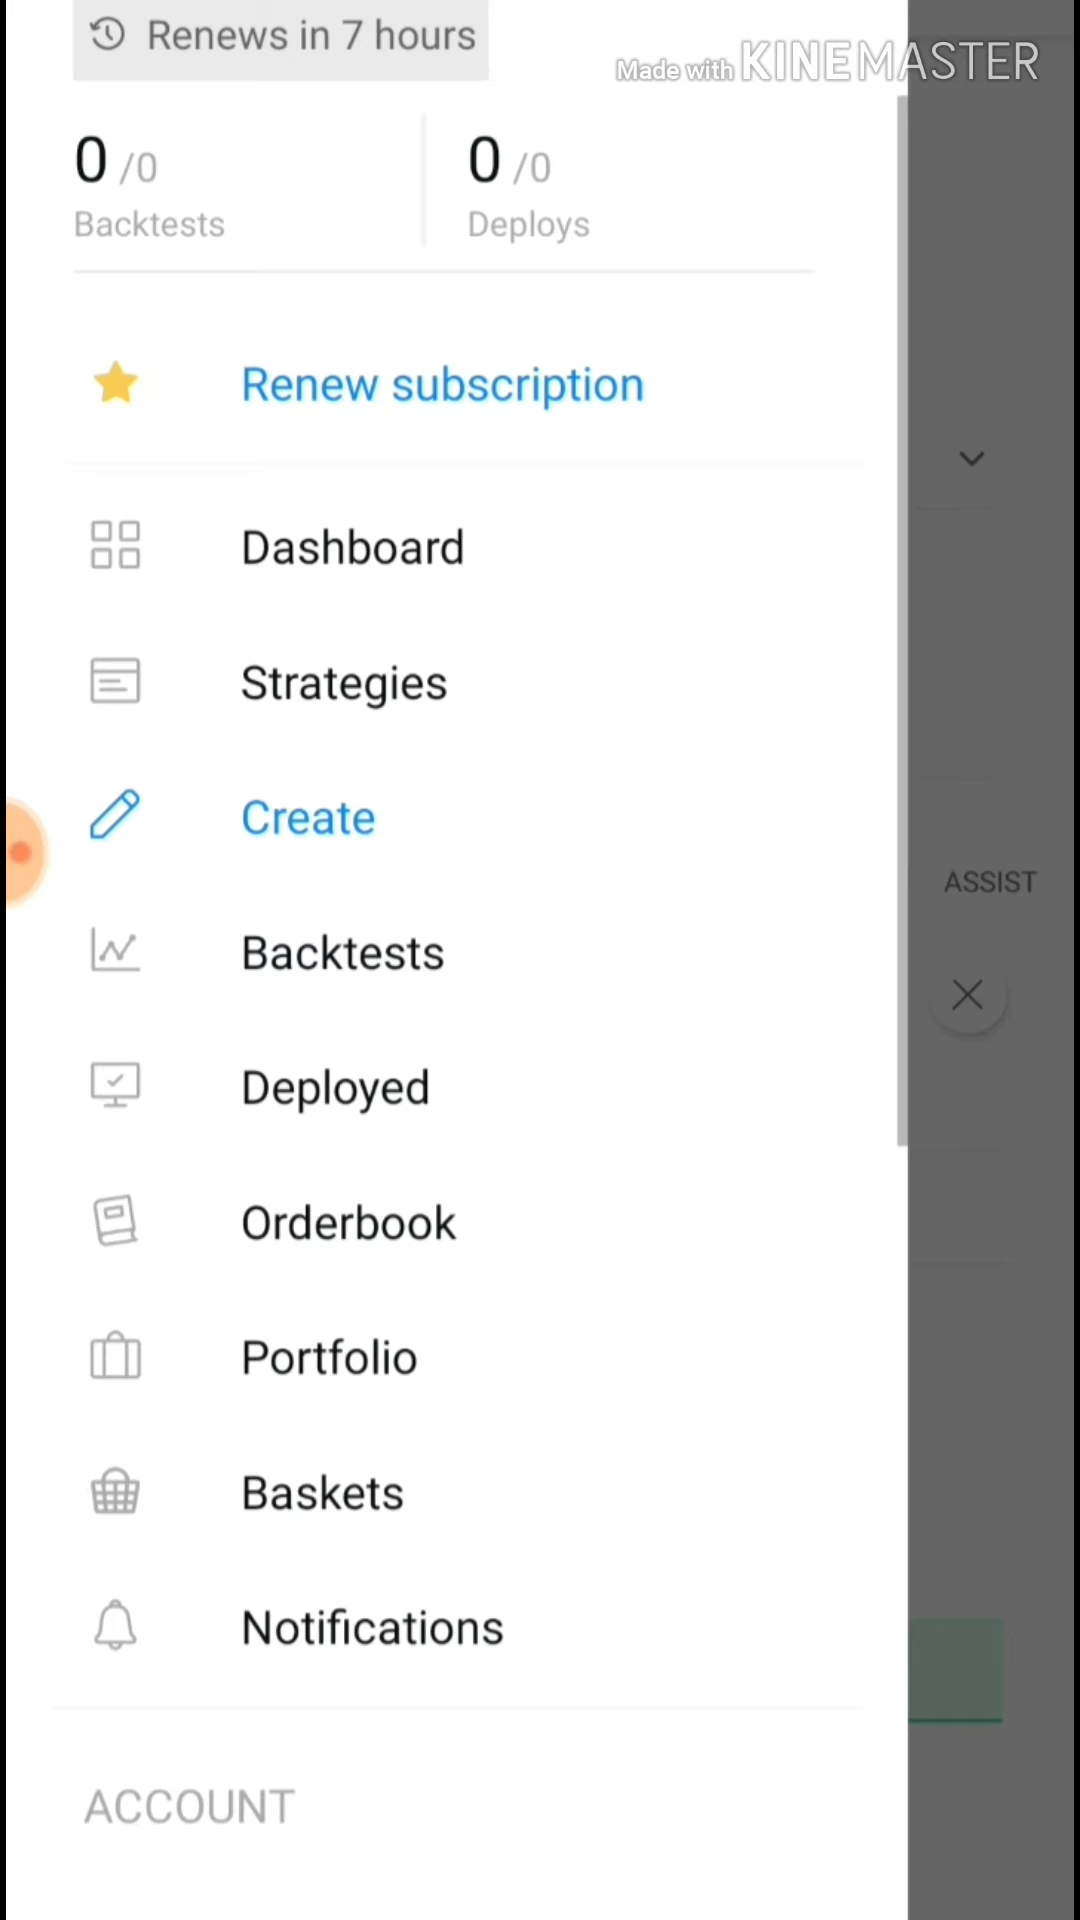 Renews in 7 hours
Made with KINEMASTER
0 /0
Backtests
0 /0
Deploys
Renew subscription
Dashboard
Strategies
Create
ASSIST
Backtests
Deployed
Orderbook
Portfolio
Baskets
Notifications
ACCOUNT